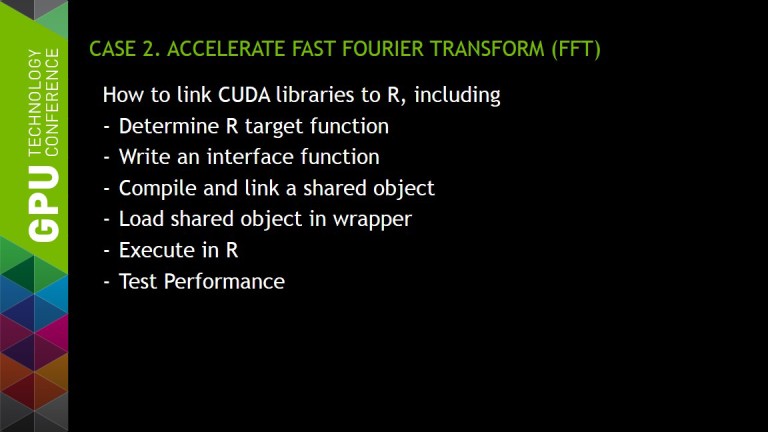 CASE 2. ACCELERATE FAST FOURIER TRANSFORM (FFT)
How to link CUDA libraries to R, including
- Determine R target function
- Write an interface function
- Compile and link a shared object
- Load shared object in wrapper
- Execute in R
- Test Performance
GPU TECHNOLOGY
CONFERENCE